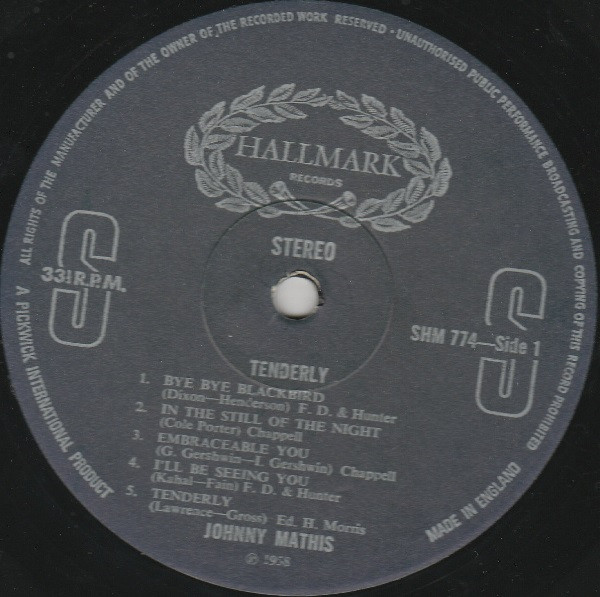 ALL RIGHTS OF THE MANUFACTURER AND OF THE OWNER OF THE RECORDED WORK RESERVED · UNAUTHORISED PUBLIC PERFORMANCE BROADCASTING AND COPYING OF THIS RECORD PROHIBITED
HALLMARK
RECORDS
STEREO
S
33⅓ R.P.M.
S
SHM 774—Side 1
TENDERLY
1. BYE BYE BLACKBIRD
(Dixon—Henderson) F. D. & Hunter
2. IN THE STILL OF THE NIGHT
(Cole Porter) Chappell
3. EMBRACEABLE YOU
(G. Gershwin—I. Gershwin) Chappell
4. I'LL BE SEEING YOU
(Kahal—Fain) F. D. & Hunter
5. TENDERLY
(Lawrence—Gross) Ed. H. Morris
JOHNNY MATHIS
℗ 1958
A PICKWICK INTERNATIONAL PRODUCT
MADE IN ENGLAND